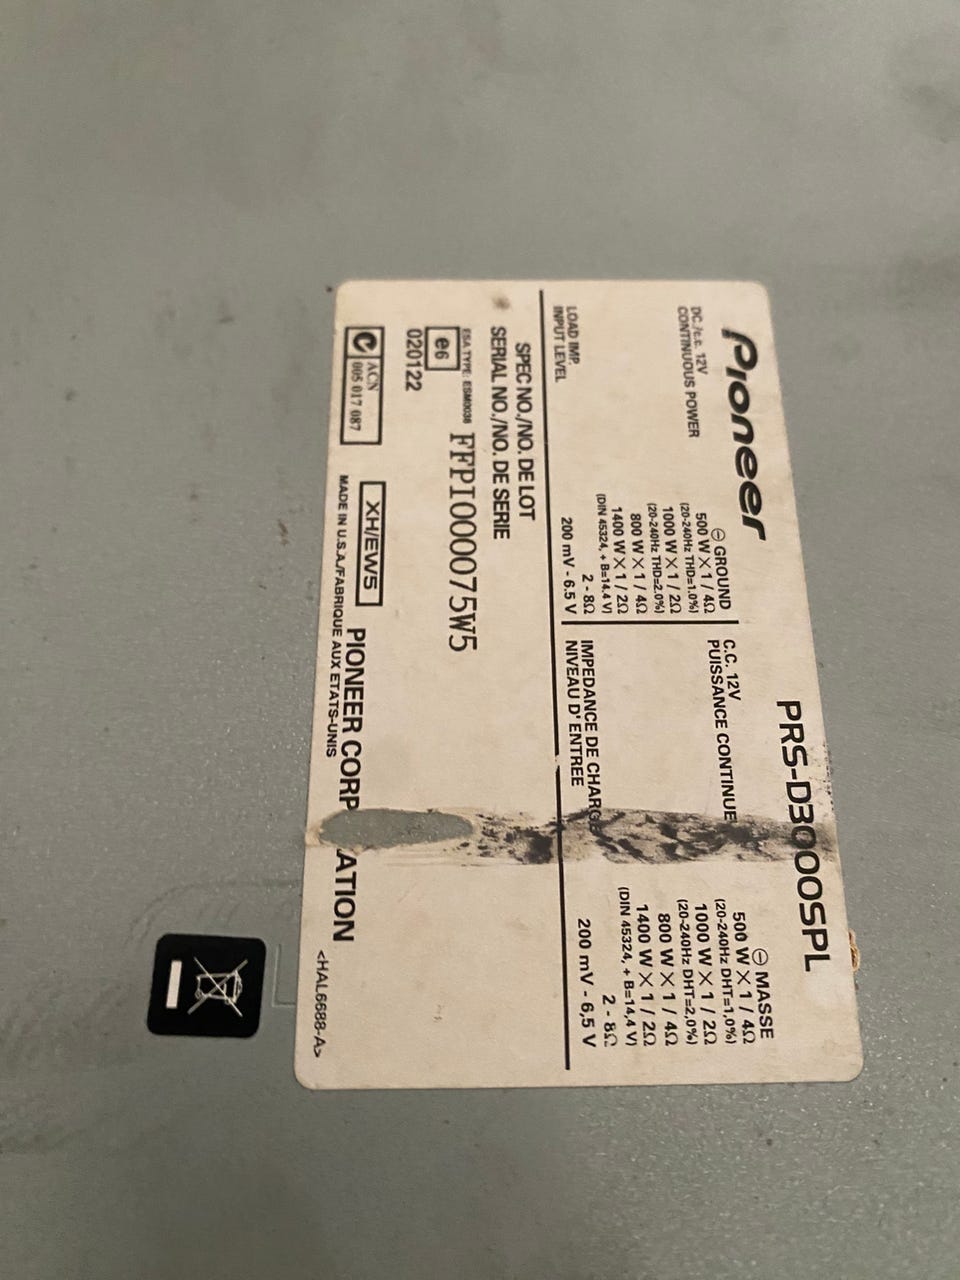 Pioneer
PRS-D3000SPL
DC./c.c. 12V
CONTINUOUS POWER
⊖ GROUND
500 W X 1 / 4Ω
(20-240Hz THD=1.0%)
1000 W X 1 / 2Ω
(20-240Hz THD=2.0%)
800 W X 1 / 4Ω
1400 W X 1 / 2Ω
(DIN 45324, + B=14.4 V)
LOAD IMP. 2 - 8Ω
INPUT LEVEL 200 mV - 6.5 V
C.C. 12V
PUISSANCE CONTINUE
⊖ MASSE
500 W X 1 / 4Ω
(20-240Hz DHT=1,0%)
1000 W X 1 / 2Ω
(20-240Hz DHT=2,0%)
800 W X 1 / 4Ω
1400 W X 1 / 2Ω
(DIN 45324, + B=14,4 V)
IMPEDANCE DE CHARGE 2 - 8Ω
NIVEAU D' ENTREE 200 mV - 6,5 V
SPEC NO./NO. DE LOT
SERIAL NO./NO. DE SERIE
ESA TYPE: ESM0038
FFPI000075W5
e6
020122
ACN
005 017 087
XH/EW5
PIONEER CORP ATION
MADE IN U.S.A./FABRIQUE AUX ETATS-UNIS
<HAL6688-A>